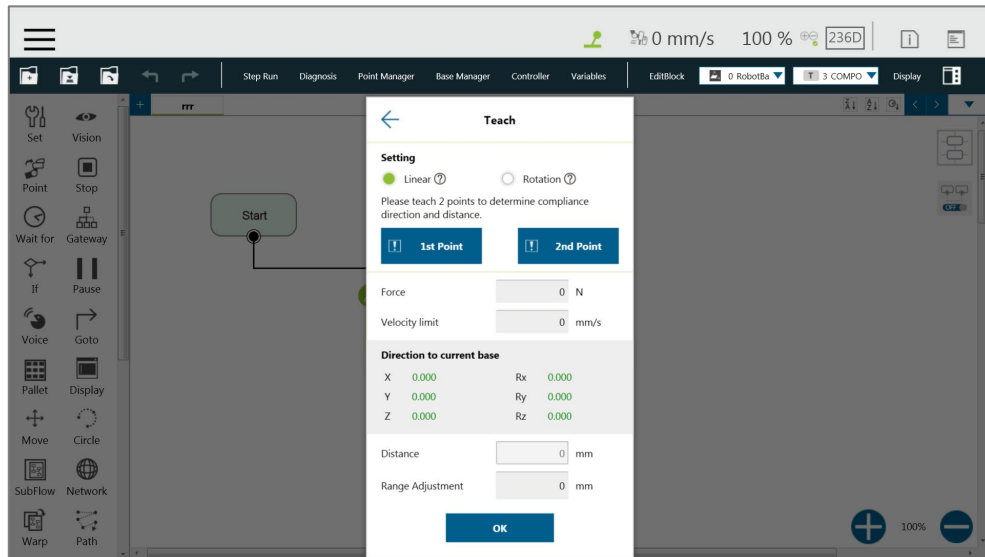 0 mm/s 100 % 236D
Step Run Diagnosis Point Manager Base Manager Controller Variables EditBlock 0 RobotBa T 3 COMPO Display
+ rrr
Set Vision
Point Stop
Wait for Gateway
If Pause
Voice Goto
Pallet Display
Move Circle
SubFlow Network
Warp Path
Start
OFF
Teach
Setting
Linear ? Rotation ?
Please teach 2 points to determine compliance
direction and distance.
1st Point 2nd Point
Force 0 N
Velocity limit 0 mm/s
Direction to current base
X 0.000 Rx 0.000
Y 0.000 Ry 0.000
Z 0.000 Rz 0.000
Distance 0 mm
Range Adjustment 0 mm
OK
100%